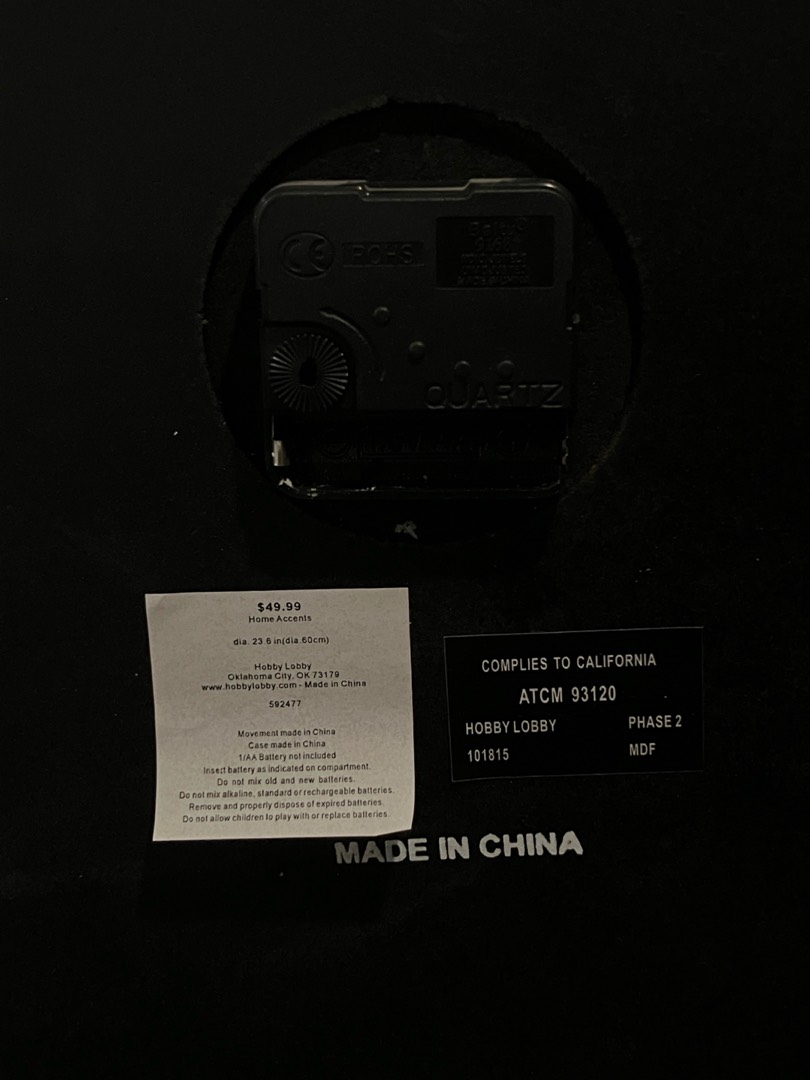 CE ROHS
QUARTZ
$49.99
Home Accents
dia. 23.6 in(dia.60cm)
Hobby Lobby
Oklahoma City, OK 73179
www.hobbylobby.com - Made in China
592477
Movement made in China
Case made in China
1/AA Battery not included
Insert battery as indicated on compartment.
Do not mix old and new batteries.
Do not mix alkaline, standard or rechargeable batteries.
Remove and properly dispose of expired batteries.
Do not allow children to play with or replace batteries.
COMPLIES TO CALIFORNIA
ATCM 93120
HOBBY LOBBY PHASE 2
101815 MDF
MADE IN CHINA